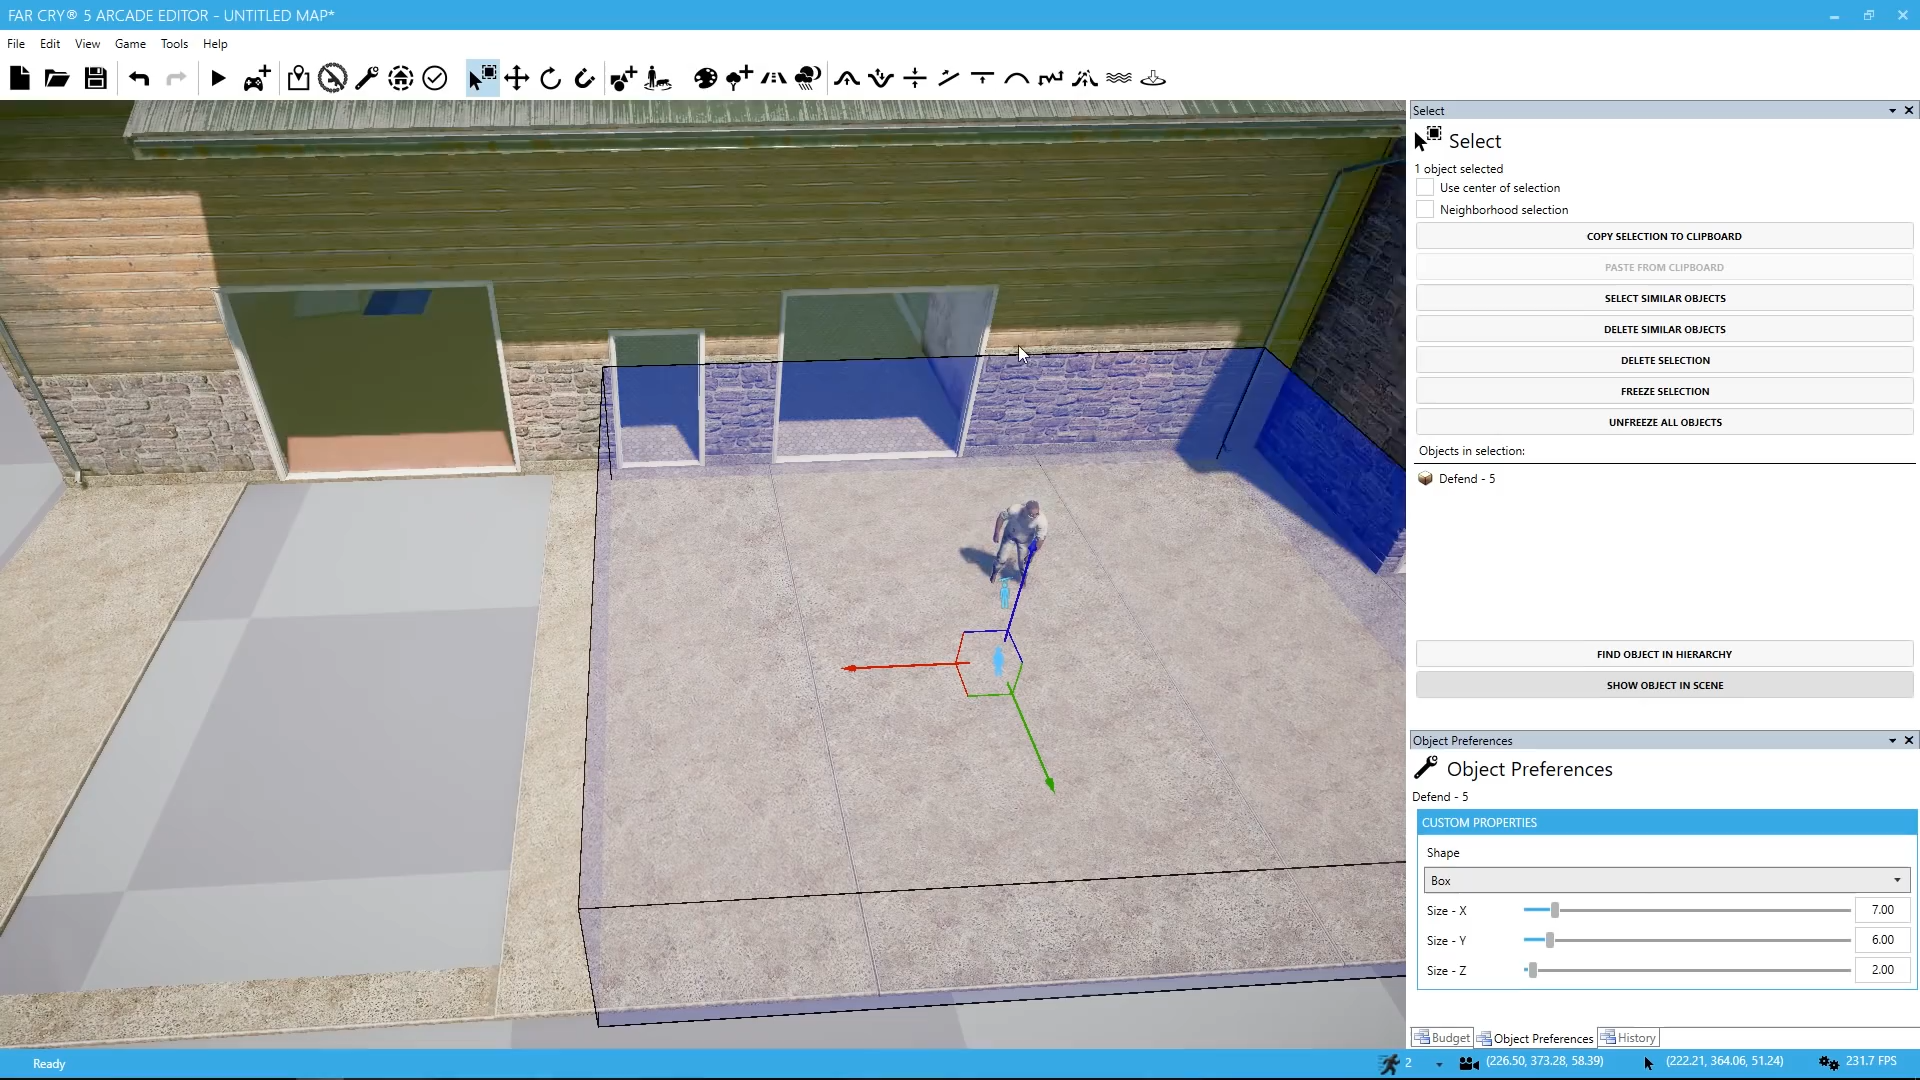 FAR CRY® 5 ARCADE EDITOR - UNTITLED MAP*
File Edit View Game Tools Help
Select
Select
1 object selected
Use center of selection
Neighborhood selection
COPY SELECTION TO CLIPBOARD
PASTE FROM CLIPBOARD
SELECT SIMILAR OBJECTS
DELETE SIMILAR OBJECTS
DELETE SELECTION
FREEZE SELECTION
UNFREEZE ALL OBJECTS
Objects in selection:
Defend - 5
FIND OBJECT IN HIERARCHY
SHOW OBJECT IN SCENE
Object Preferences
Object Preferences
Defend - 5
CUSTOM PROPERTIES
Shape
Box
Size - X 7.00
Size - Y 6.00
Size - Z 2.00
Budget Object Preferences History
Ready 2 (226.50, 373.28, 58.39) (222.21, 364.06, 51.24) 231.7 FPS